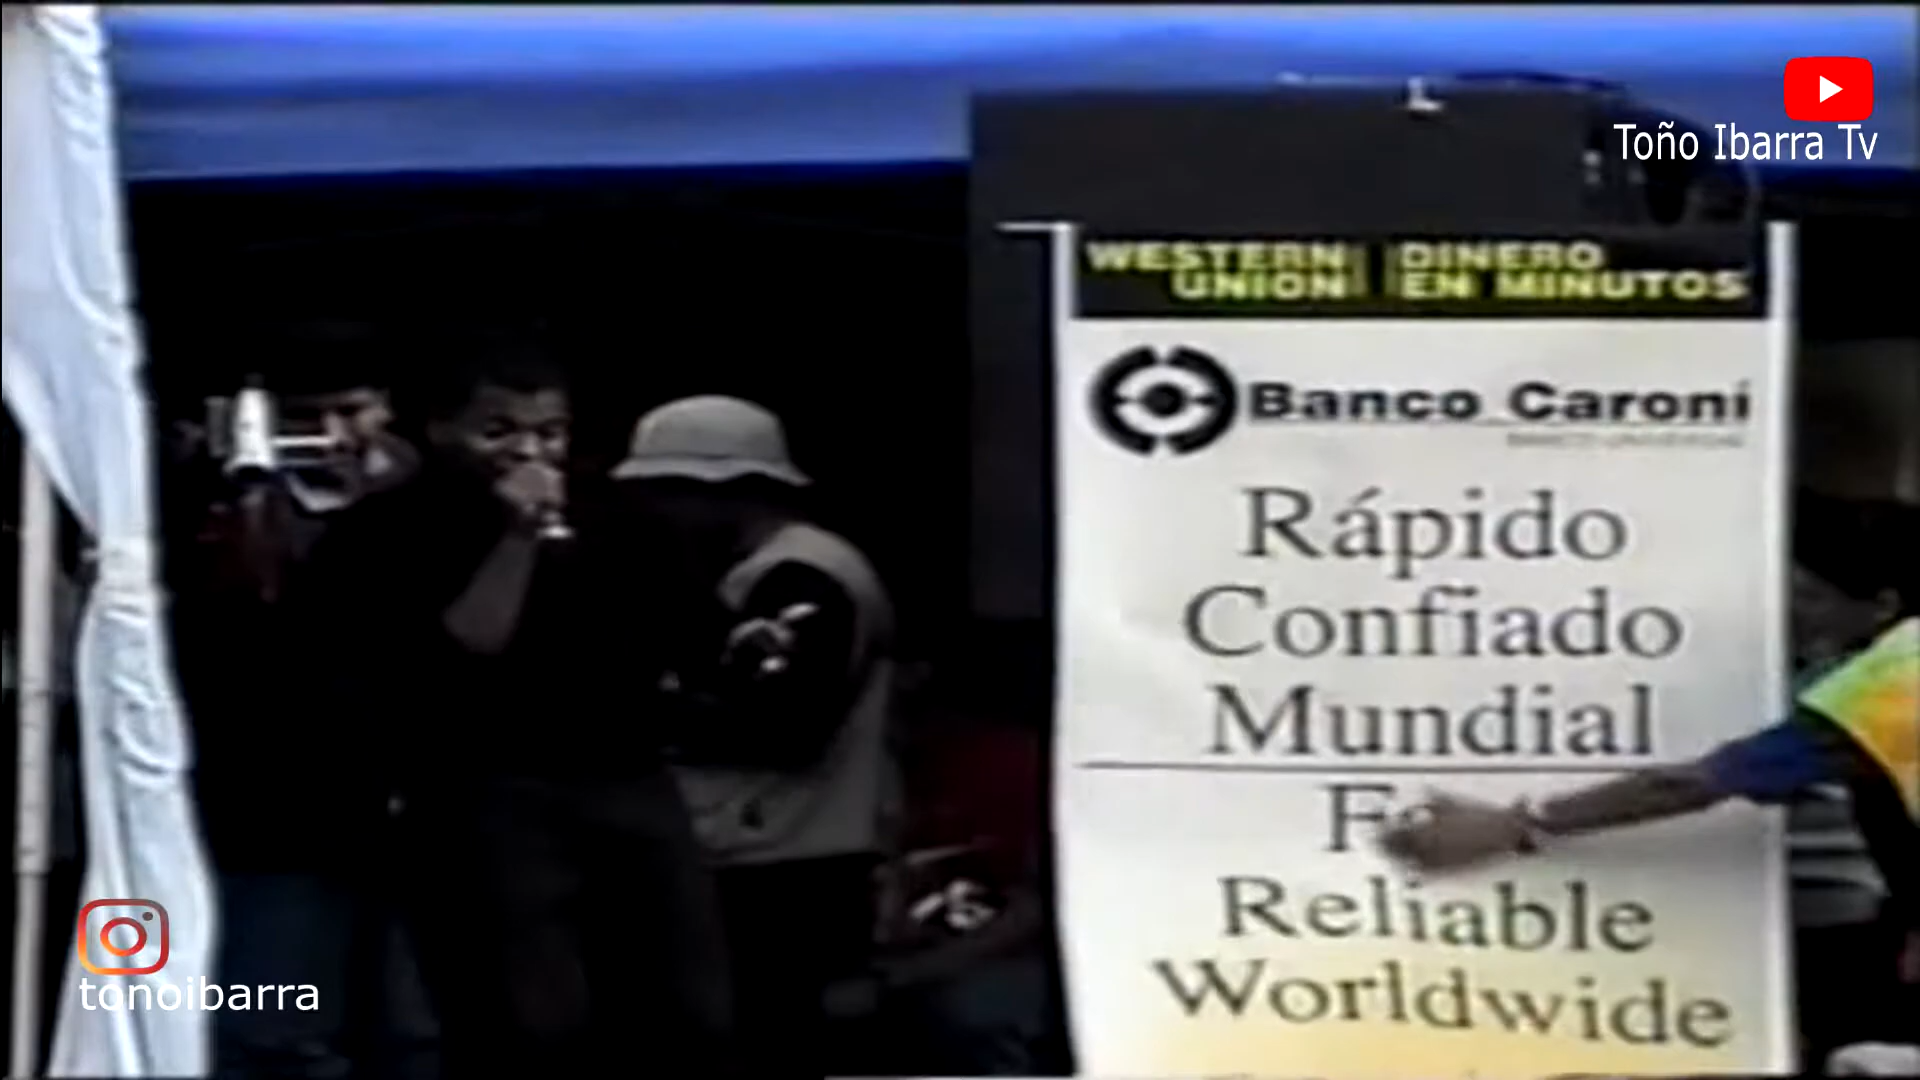 Toño Ibarra Tv
WESTERN UNION DINERO EN MINUTOS
Banco Caroní
Rápido
Confiado
Mundial
Reliable
Worldwide
tonoibarra